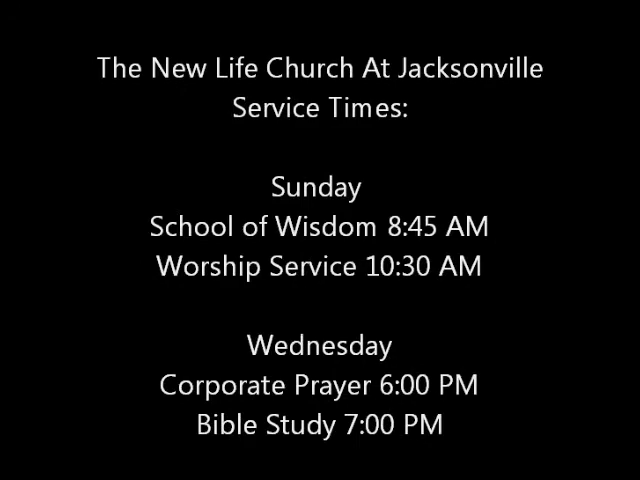 The New Life Church At Jacksonville
Service Times:
Sunday
School of Wisdom 8:45 AM
Worship Service 10:30 AM
Wednesday
Corporate Prayer 6:00 PM
Bible Study 7:00 PM